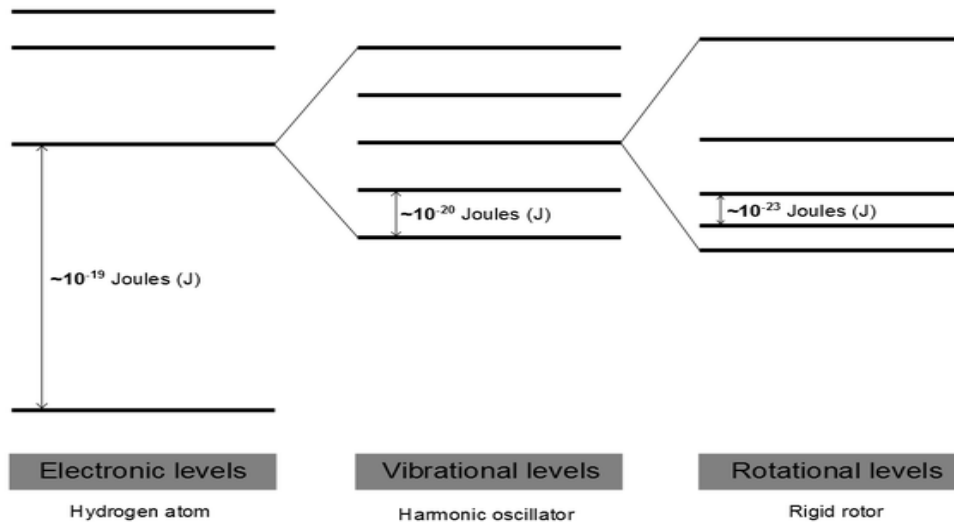 ~10⁻²⁰ Joules (J)
~10⁻²³ Joules (J)
~10⁻¹⁹ Joules (J)
Electronic levels
Vibrational levels
Rotational levels
Hydrogen atom
Harmonic oscillator
Rigid rotor